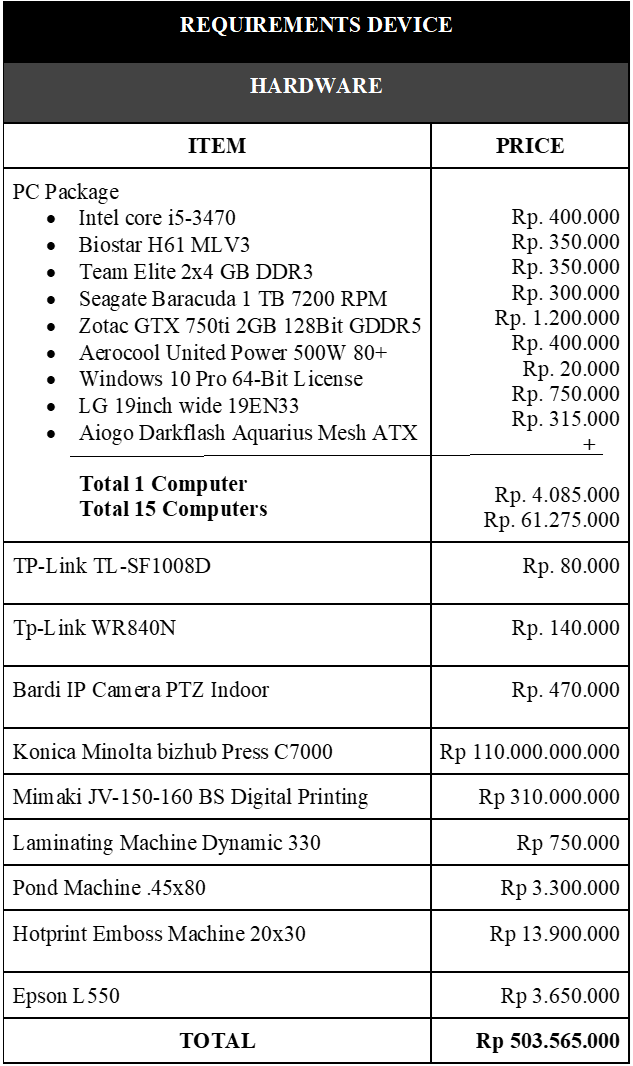 REQUIREMENTS DEVICE
HARDWARE
ITEM PRICE
PC Package
• Intel core i5-3470 Rp. 400.000
• Biostar H61 MLV3 Rp. 350.000
• Team Elite 2x4 GB DDR3 Rp. 350.000
• Seagate Baracuda 1 TB 7200 RPM Rp. 300.000
• Zotac GTX 750ti 2GB 128Bit GDDR5 Rp. 1.200.000
• Aerocool United Power 500W 80+ Rp. 400.000
• Windows 10 Pro 64-Bit License Rp. 20.000
• LG 19inch wide 19EN33 Rp. 750.000
• Aiogo Darkflash Aquarius Mesh ATX Rp. 315.000
+
Total 1 Computer Rp. 4.085.000
Total 15 Computers Rp. 61.275.000
TP-Link TL-SF1008D Rp. 80.000
Tp-Link WR840N Rp. 140.000
Bardi IP Camera PTZ Indoor Rp. 470.000
Konica Minolta bizhub Press C7000 Rp 110.000.000.000
Mimaki JV-150-160 BS Digital Printing Rp 310.000.000
Laminating Machine Dynamic 330 Rp 750.000
Pond Machine .45x80 Rp 3.300.000
Hotprint Emboss Machine 20x30 Rp 13.900.000
Epson L550 Rp 3.650.000
TOTAL Rp 503.565.000